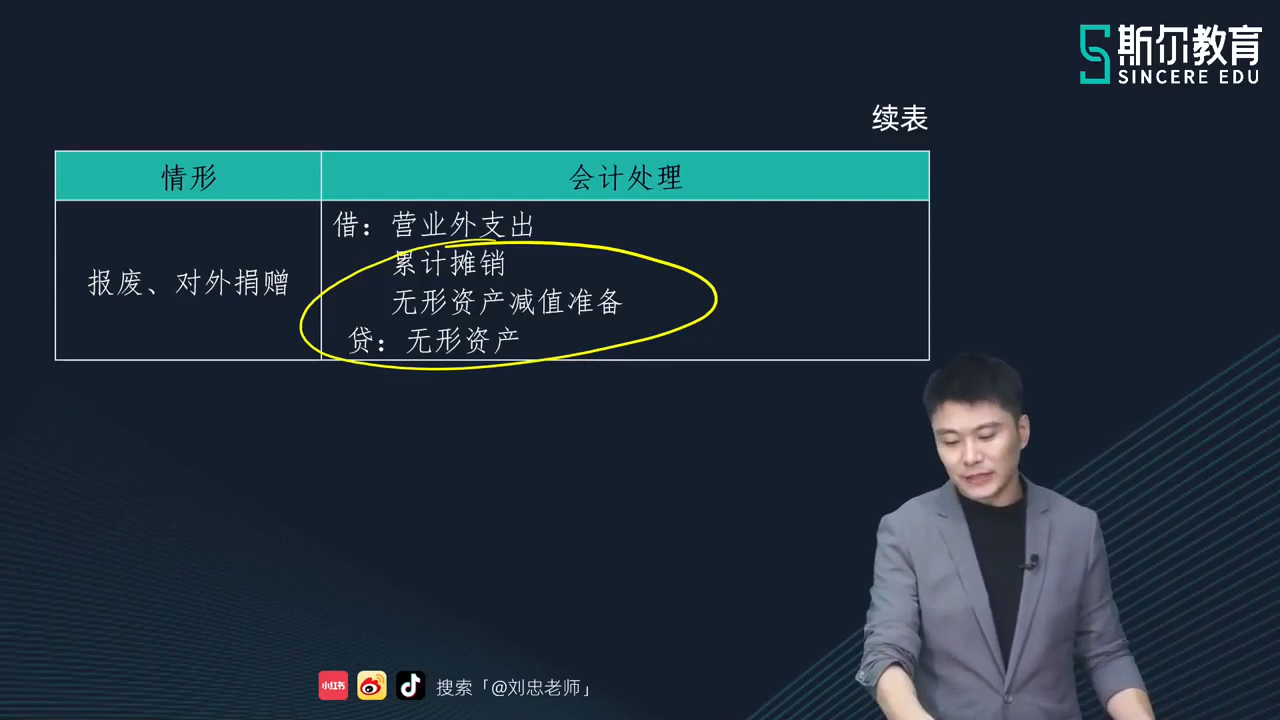 斯尔教育
SINCERE EDU
续表
情形
会计处理
报废、对外捐赠
借：营业外支出
累计摊销
无形资产减值准备
贷：无形资产
小红书
搜索「@刘忠老师」